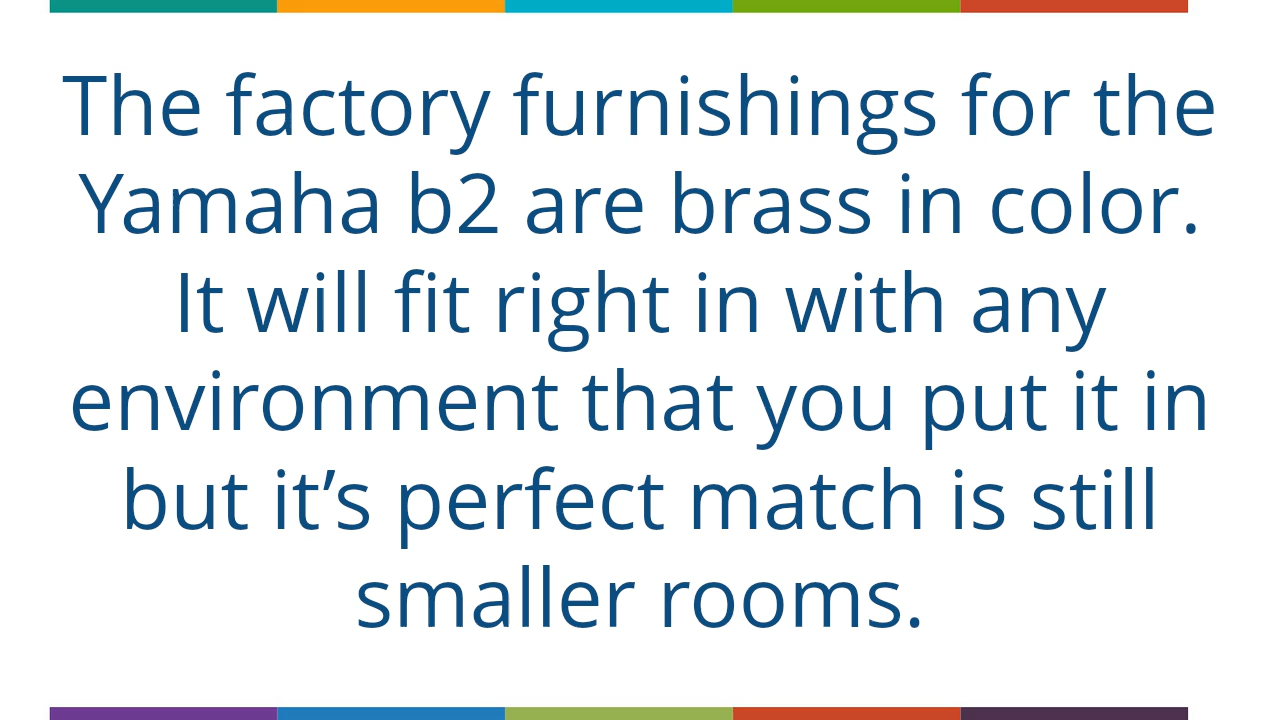 The factory furnishings for the
Yamaha b2 are brass in color.
It will fit right in with any
environment that you put it in
but it’s perfect match is still
smaller rooms.